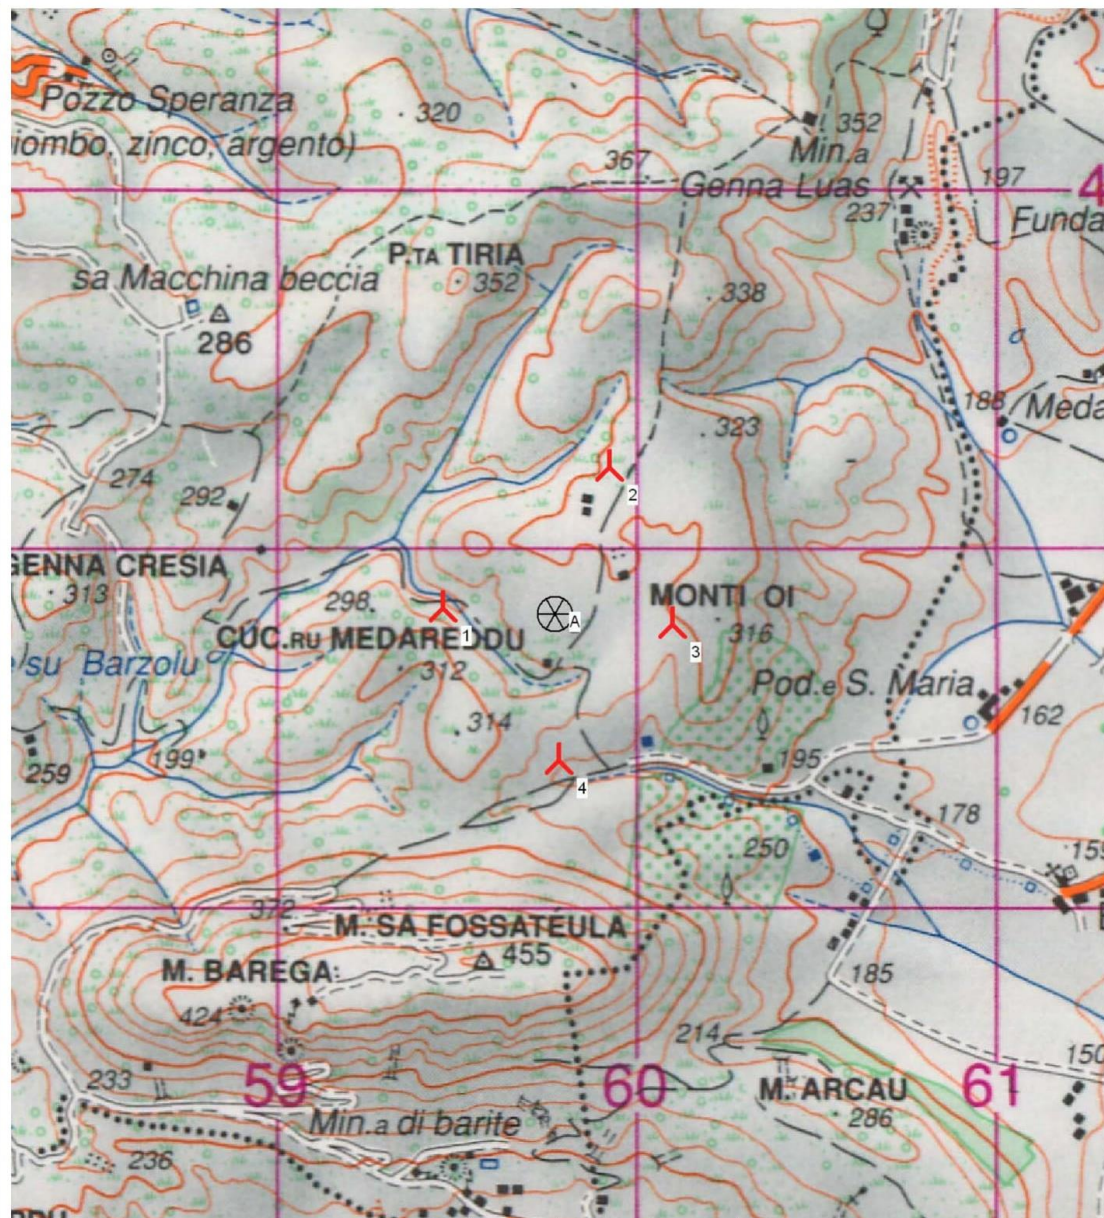 Pozzo Speranza
320
352
iombo, zinco, argento)
367
Min.a
Genna Luas
197
4
237
Funda
P.TA TIRIA
352
sa Macchina beccia
338
286
188
Meda
323
274
292
2
GENNA CRESIA
313
298
MONTI OI
A
1
316
3
CUC.RU MEDAREDDU
su Barzolu
312
Pod.e S. Maria
314
162
259
199
195
4
178
250
159
372
M. SA FOSSATEULA
455
M. BAREGA
424
185
214
150
233
59
60
61
M. ARCAU
286
Min.a di barite
236